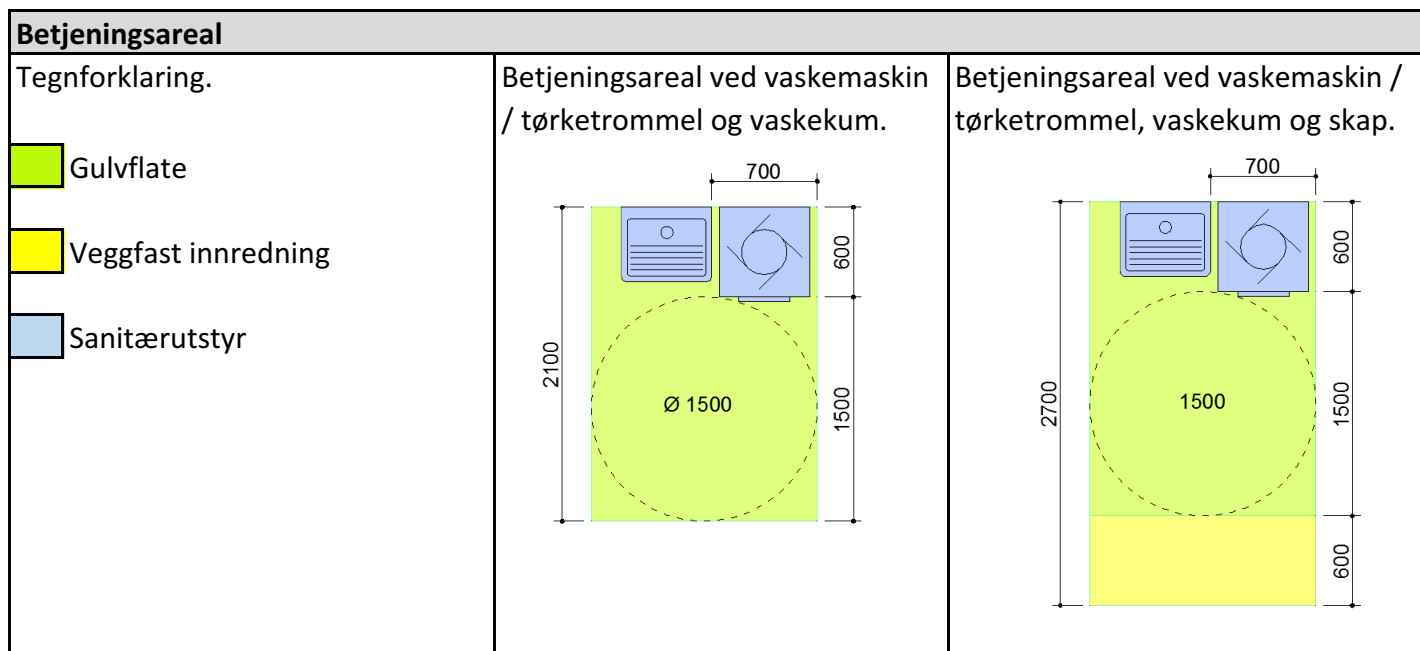 Betjeningsareal
Tegnforklaring.
Gulvflate
Veggfast innredning
Sanitærutstyr
Betjeningsareal ved vaskemaskin
/ tørketrommel og vaskekum.
700
600
2100
Ø 1500
1500
Betjeningsareal ved vaskemaskin /
tørketrommel, vaskekum og skap.
700
600
2700
1500
1500
600